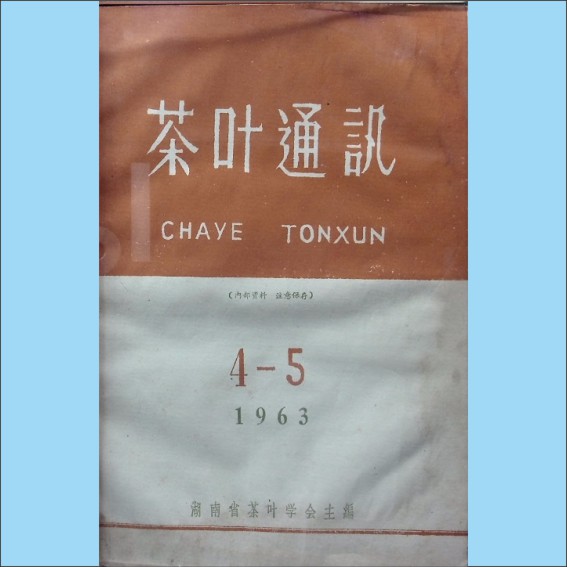 茶叶通訊
CHAYE TONXUN
(内部资料 注意保存)
4-5
1963
湖南省茶叶学会主编